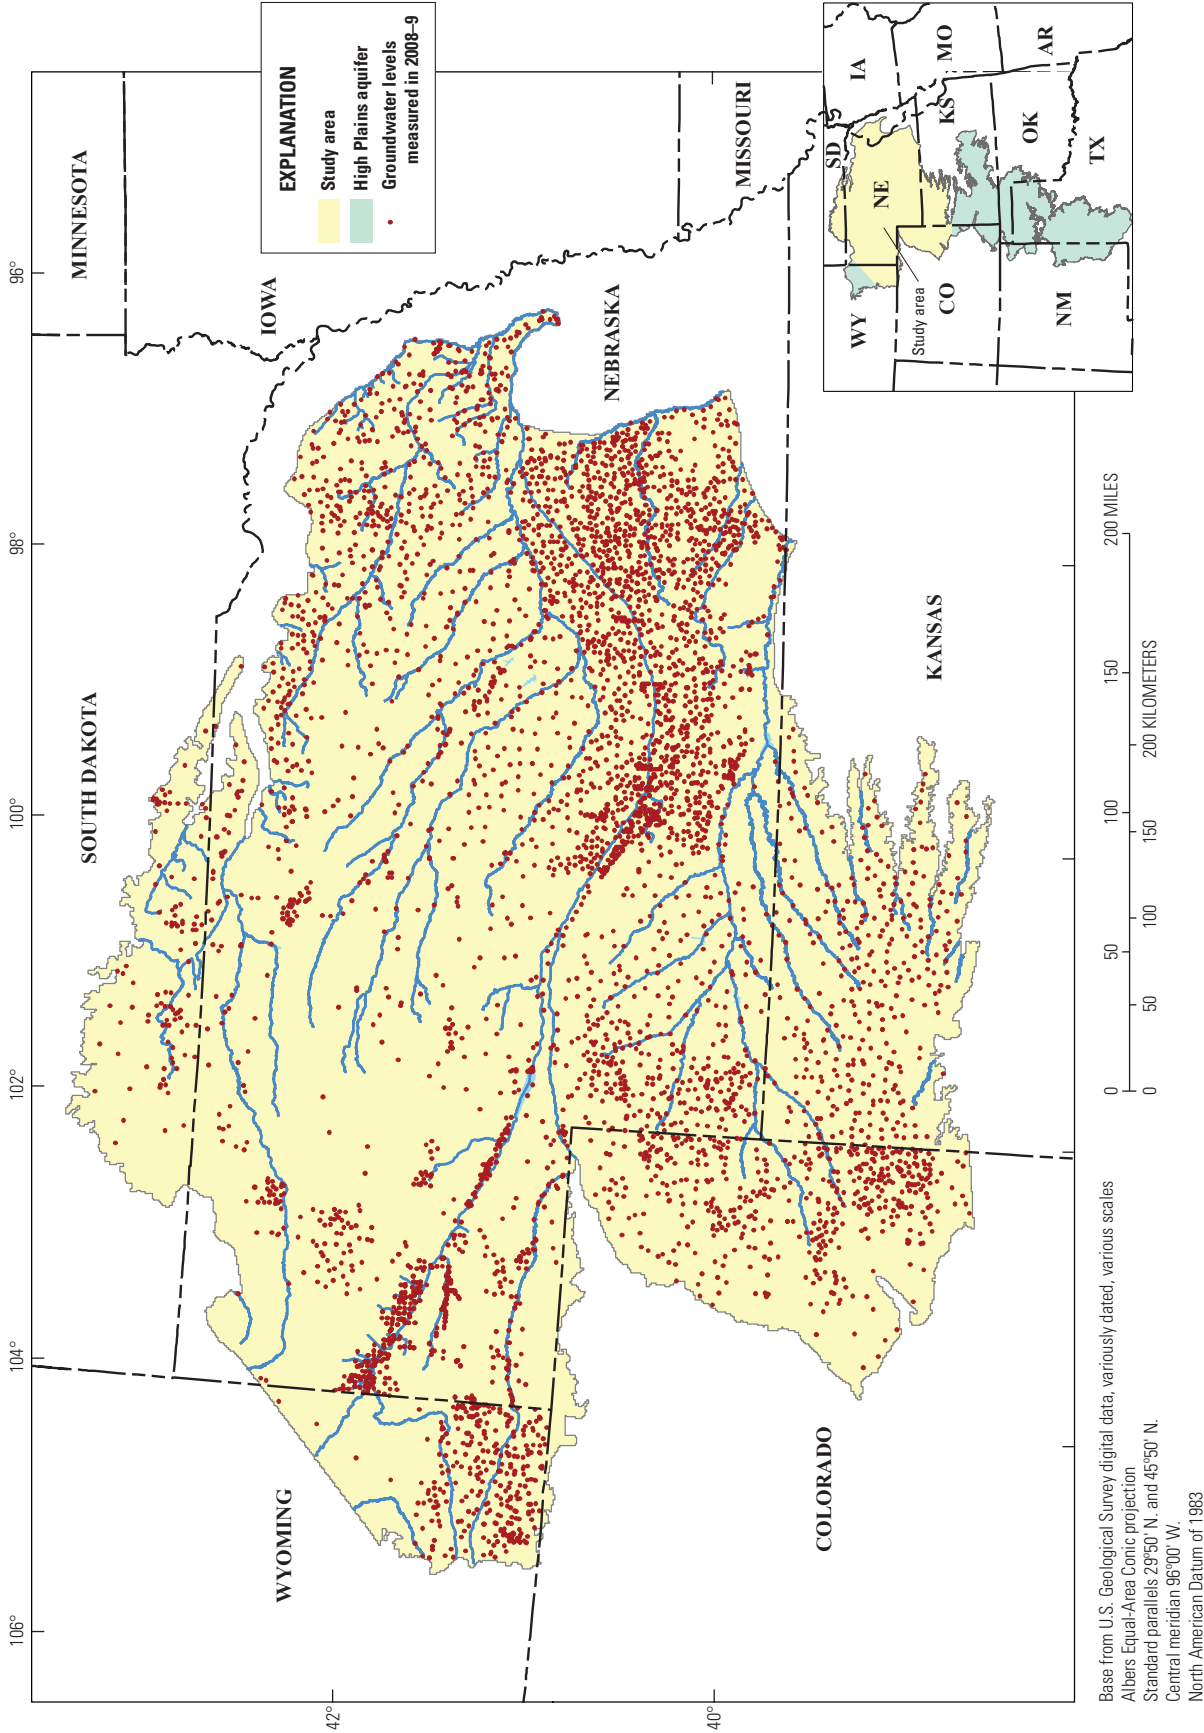 106°
104°
102°
100°
98°
96°
42°
40°
SOUTH DAKOTA
MINNESOTA
IOWA
WYOMING
NEBRASKA
MISSOURI
COLORADO
KANSAS
EXPLANATION
Study area
High Plains aquifer
Groundwater levels
measured in 2008–9
SD
IA
WY
NE
Study area
CO
KS
MO
NM
OK
AR
TX
0
50
100
150
200 MILES
0
50
100
150
200 KILOMETERS
Base from U.S. Geological Survey digital data, variously dated, various scales
Albers Equal-Area Conic projection
Standard parallels 29°50' N. and 45°50' N.
Central meridian 96°00' W.
North American Datum of 1983